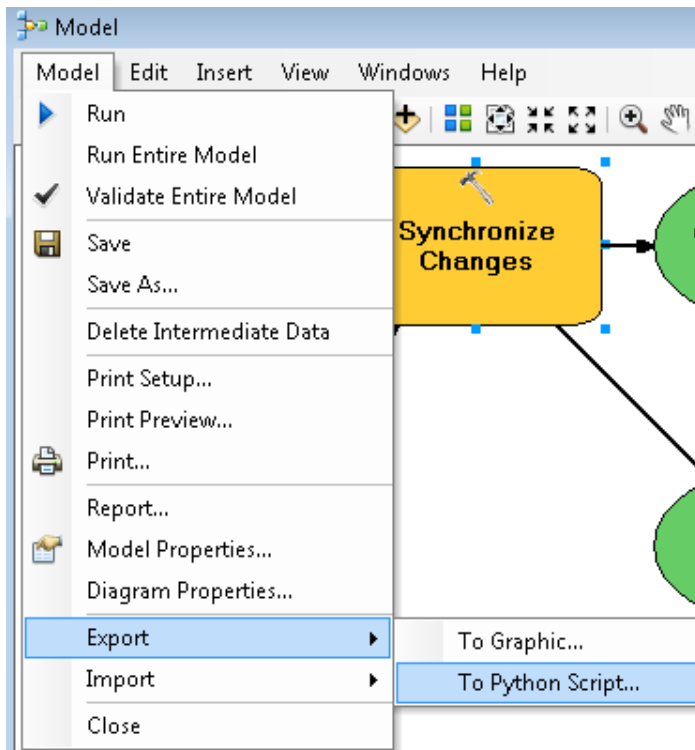 Model
Model Edit Insert View Windows Help
Run
Run Entire Model
Validate Entire Model
Save
Save As...
Delete Intermediate Data
Print Setup...
Print Preview...
Print...
Report...
Model Properties...
Diagram Properties...
Export
Import
Close
To Graphic...
To Python Script...
Synchronize
Changes